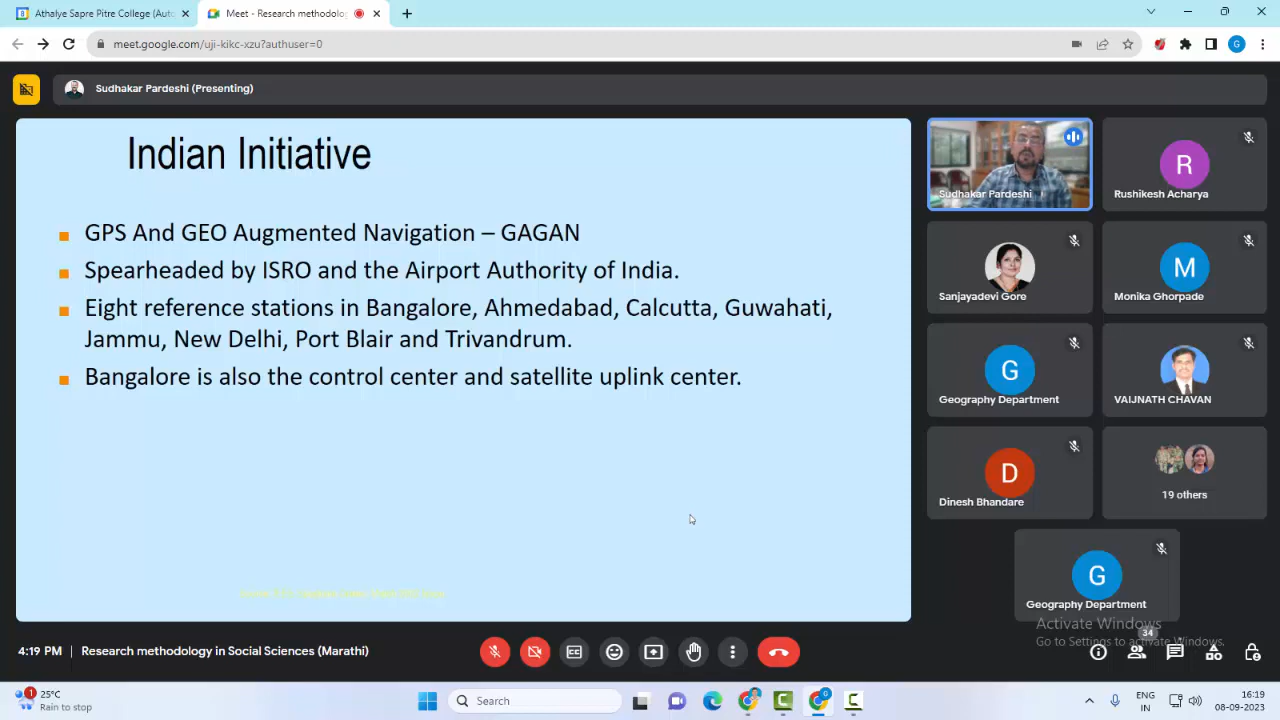 Athalye Sapre Pitre College (Auto
Meet - Research methodolo
meet.google.com/uji-kikc-xzu?authuser=0
G
Sudhakar Pardeshi (Presenting)
Indian Initiative
GPS And GEO Augmented Navigation – GAGAN
Spearheaded by ISRO and the Airport Authority of India.
Eight reference stations in Bangalore, Ahmedabad, Calcutta, Guwahati,
Jammu, New Delhi, Port Blair and Trivandrum.
Bangalore is also the control center and satellite uplink center.
Sudhakar Pardeshi
R
Rushikesh Acharya
Sanjayadevi Gore
M
Monika Ghorpade
G
Geography Department
VAIJNATH CHAVAN
D
Dinesh Bhandare
19 others
G
Geography Department
Activate Windows
Go to Settings to activate Windows.
34
4:19 PM | Research methodology in Social Sciences (Marathi)
1
25°C
Rain to stop
Search
ENG
IN
16:19
08-09-2023